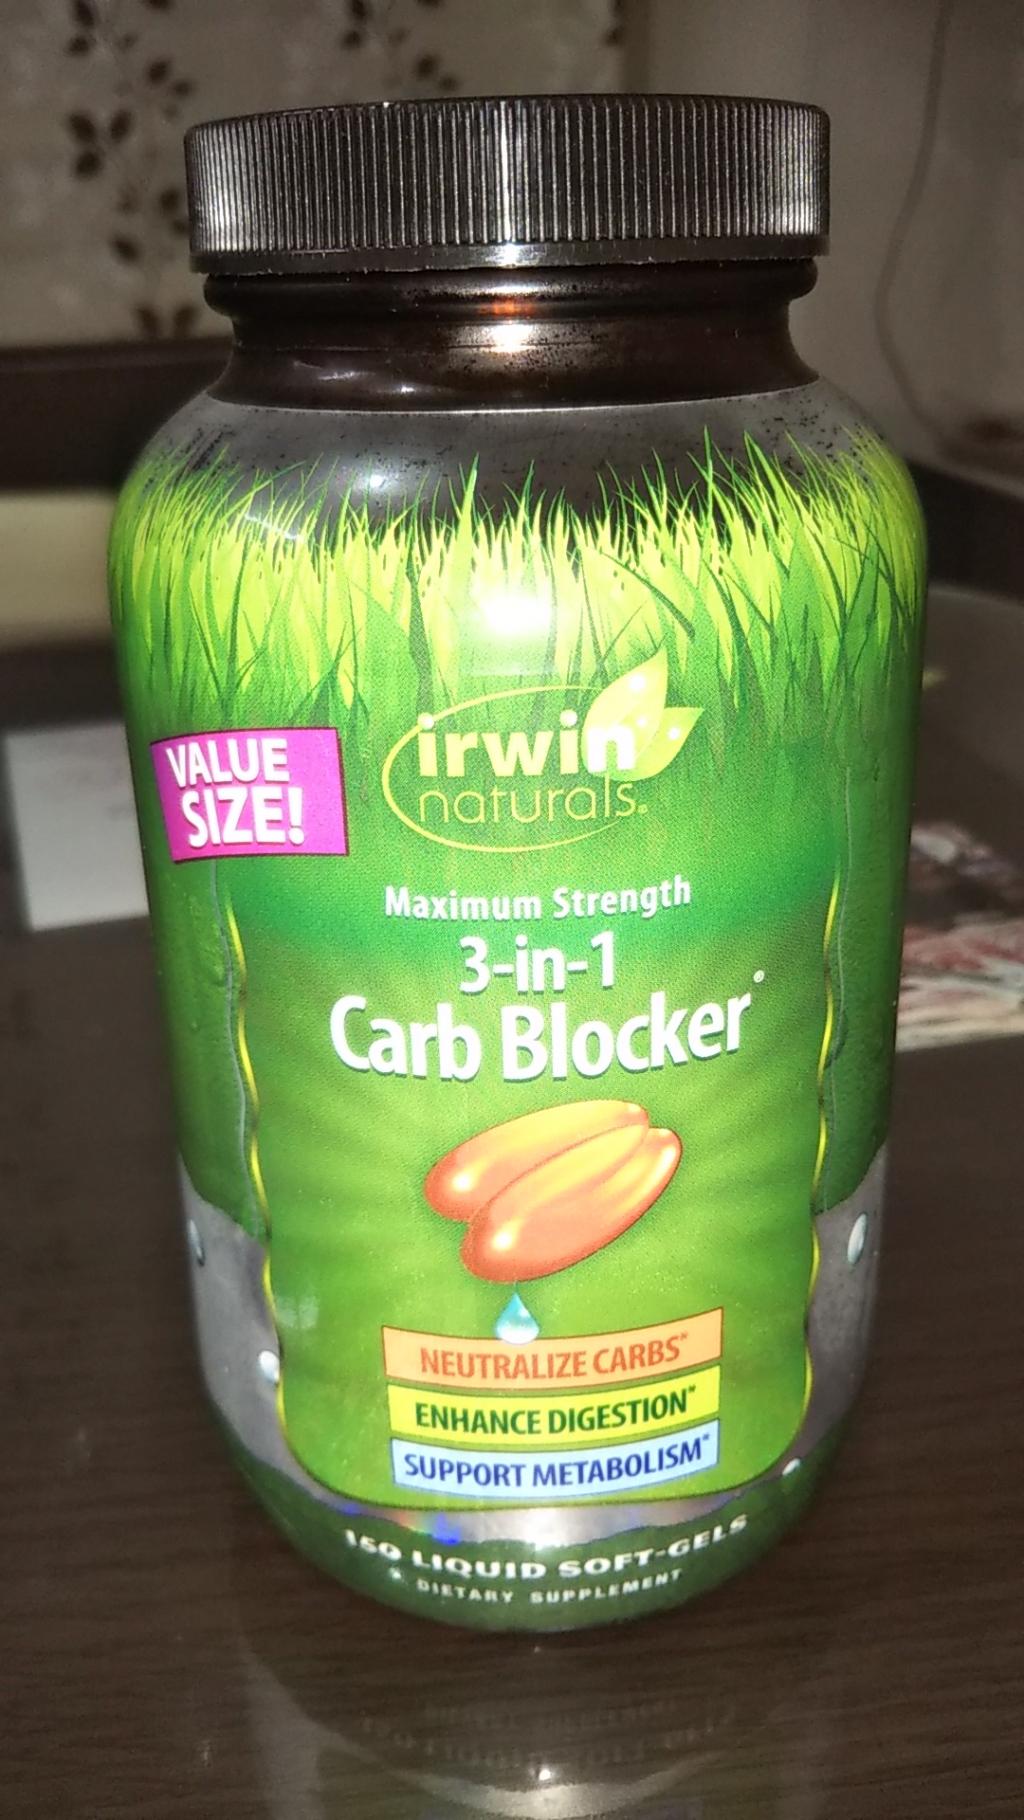 VALUE
SIZE!
irwin
naturals®
Maximum Strength
3-in-1
Carb Blocker®
NEUTRALIZE CARBS*
ENHANCE DIGESTION*
SUPPORT METABOLISM*
150 LIQUID SOFT-GELS
DIETARY SUPPLEMENT